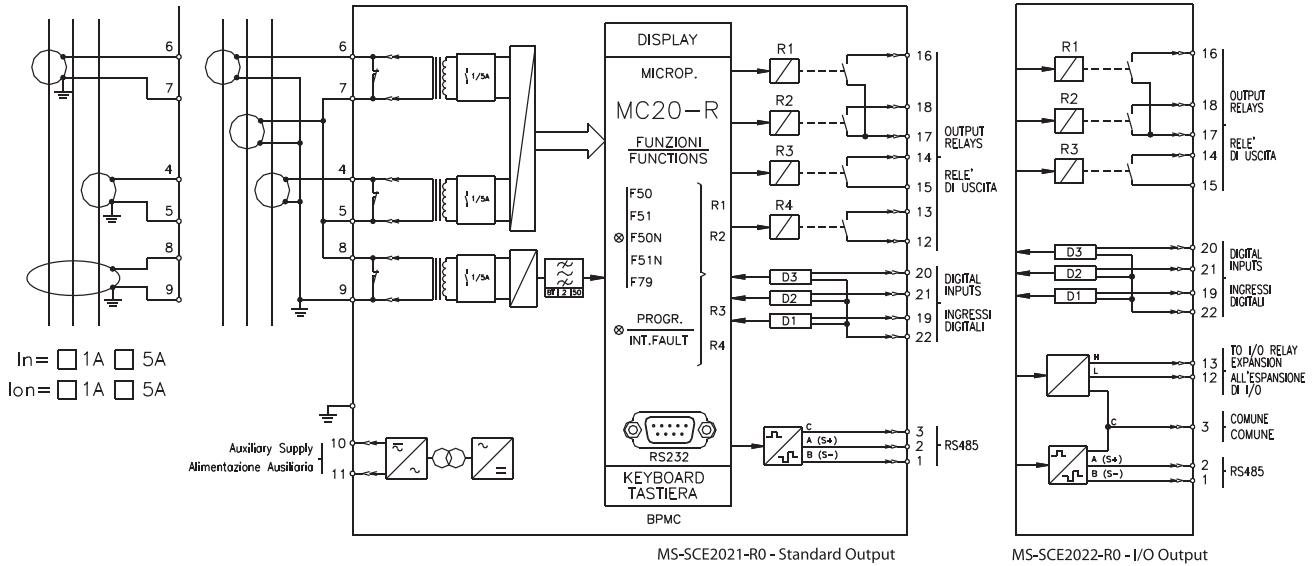 6
7
4
5
8
9
In= 1A 5A
Ion= 1A 5A
6
7
4
5
8
9
10
11
Auxiliary Supply
Alimentazione Ausiliaria
1/5A
1/5A
1/5A
BT 2 50
DISPLAY
MICROP.
MC20-R
FUNZIONI
FUNCTIONS
F50
F51
F50N
F51N
F79
R1
R2
R3
R4
PROGR.
INT.FAULT
RS232
KEYBOARD
TASTIERA
BPMC
R1
R2
R3
R4
D3
D2
D1
C
A (S+)
B (S-)
16
18
17
14
15
13
12
OUTPUT
RELAYS
RELE'
DI USCITA
20
21
19
22
DIGITAL
INPUTS
INGRESSI
DIGITALI
3
2
1
RS485
MS-SCE2021-R0 - Standard Output
R1
R2
R3
D3
D2
D1
H
L
C
A (S+)
B (S-)
16
18
17
14
15
OUTPUT
RELAYS
RELE'
DI USCITA
20
21
19
22
DIGITAL
INPUTS
INGRESSI
DIGITALI
13
12
TO I/O RELAY
EXPANSION
ALL'ESPANSIONE
DI I/O
3
COMUNE
COMUNE
2
1
RS485
MS-SCE2022-R0 - I/O Output